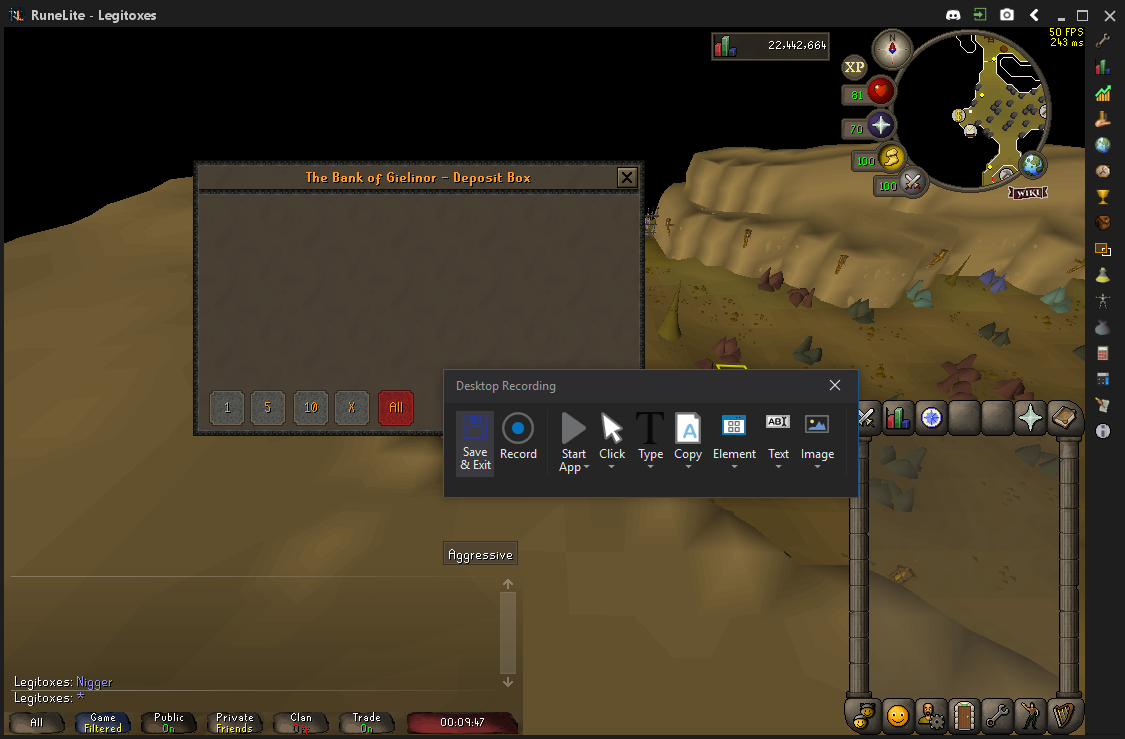 RuneLite - Legitoxes
50 FPS
243 ms
22,442,664
N
XP
81
70
100
100
WIKI
The Bank of Gielinor - Deposit Box
1
5
10
X
All
Desktop Recording
Save & Exit
Record
Start App
Click
Type
Copy
Element
Text
Image
T
A
ABI
Aggressive
Legitoxes: Nigger
Legitoxes: *
All
Game Filtered
Public On
Private Friends
Clan Off
Trade On
00:09:47